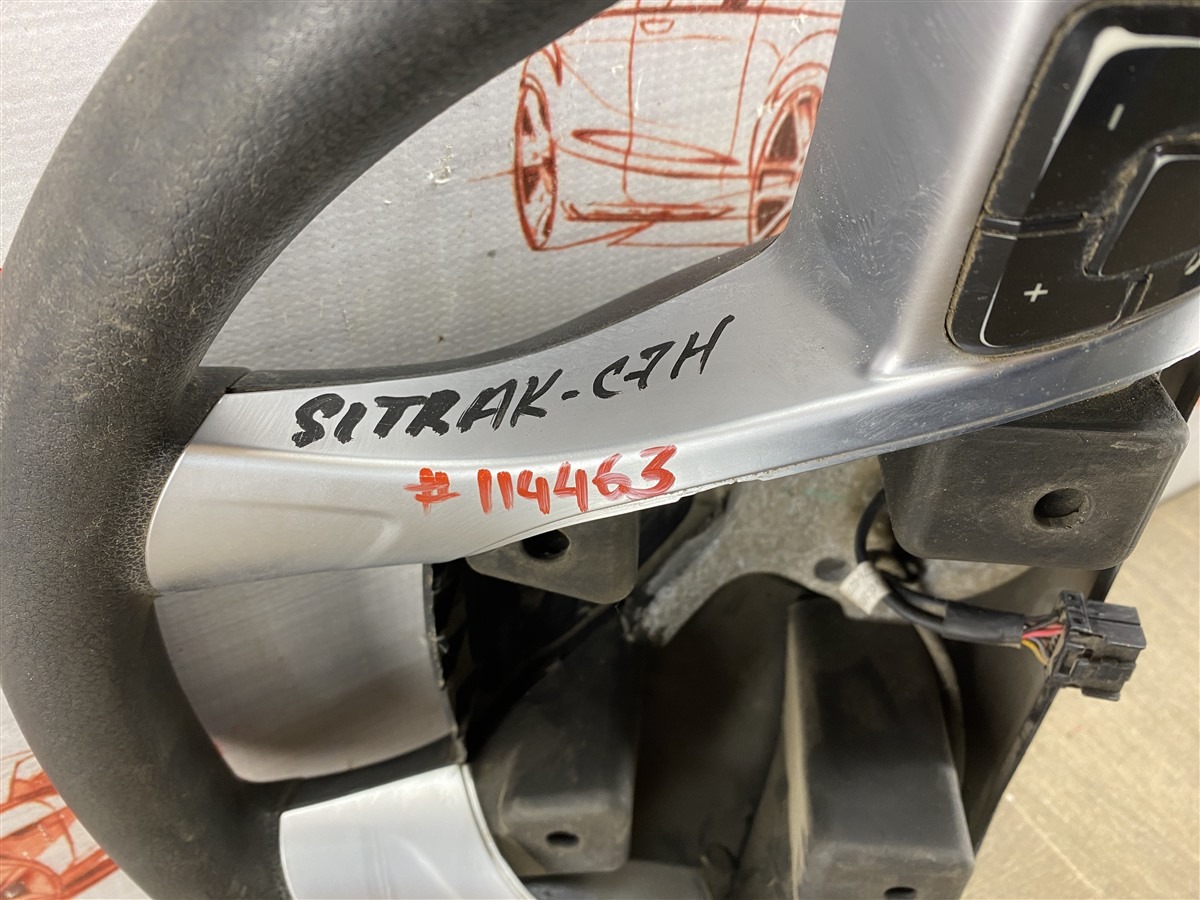 SITRAK-C7H
#114463
-
+